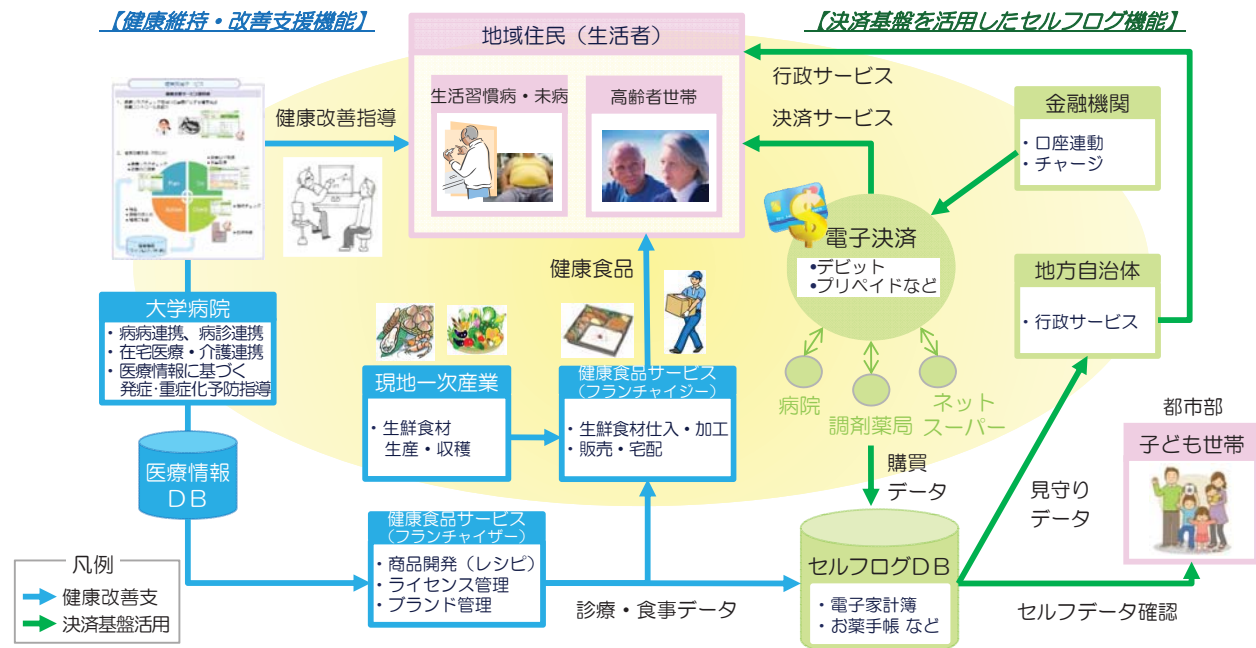 【健康維持・改善支援機能】
【決済基盤を活用したセルフログ機能】
地域住民（生活者）
生活習慣病・未病
高齢者世帯
健康改善指導
行政サービス
決済サービス
金融機関
・口座連動
・チャージ
電子決済
•デビット
•プリペイドなど
地方自治体
・行政サービス
健康食品
大学病院
・病病連携、病診連携
・在宅医療・介護連携
・医療情報に基づく
発症・重症化予防指導
現地一次産業
・生鮮食材
生産・収穫
健康食品サービス
（フランチャイジー）
・生鮮食材仕入・加工
・販売・宅配
病院
調剤薬局
ネット
スーパー
都市部
子ども世帯
医療情報
ＤＢ
購買
データ
見守り
データ
健康食品サービス
（フランチャイザー）
・商品開発（レシピ）
・ライセンス管理
・ブランド管理
セルフログＤＢ
・電子家計簿
・お薬手帳 など
診療・食事データ
セルフデータ確認
凡例
健康改善支
決済基盤活用
Plan
Do
Check
Action